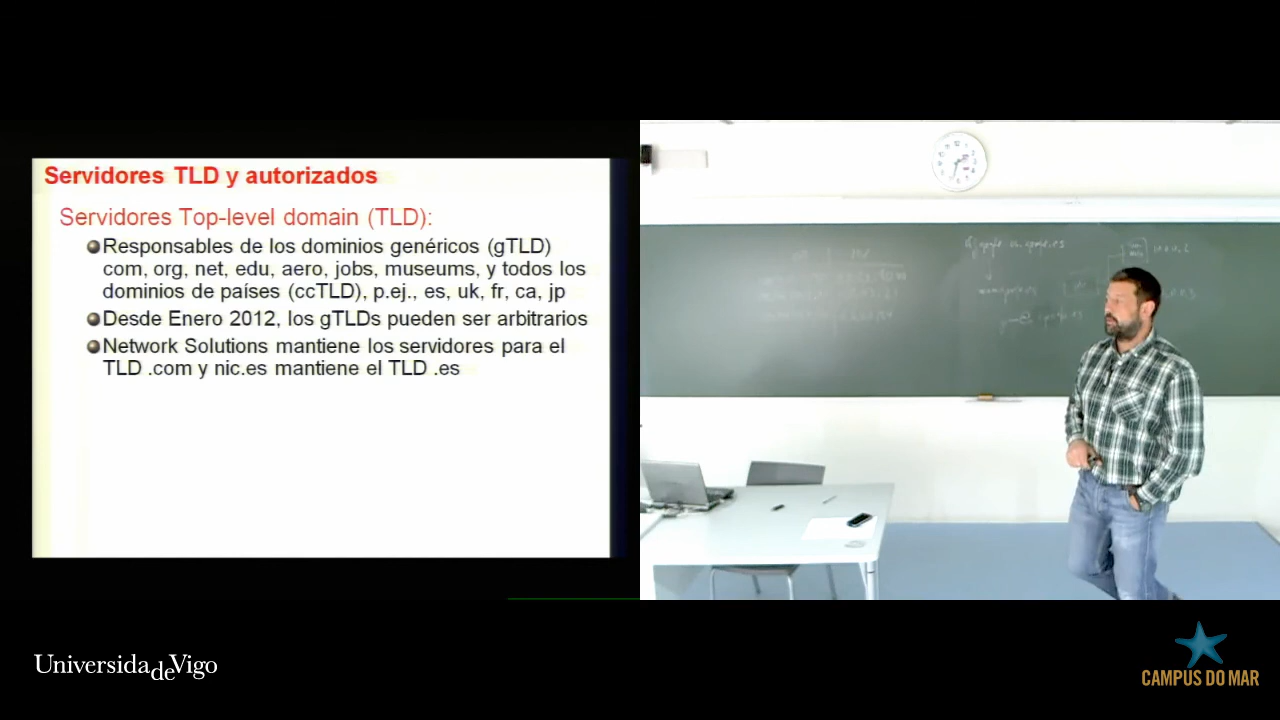 Servidores TLD y autorizados
Servidores Top-level domain (TLD):
Responsables de los dominios genéricos (gTLD)
com, org, net, edu, aero, jobs, museums, y todos los
dominios de países (ccTLD), p.ej., es, uk, fr, ca, jp
Desde Enero 2012, los gTLDs pueden ser arbitrarios
Network Solutions mantiene los servidores para el
TLD .com y nic.es mantiene el TLD .es
UniversidadeVigo
CAMPUS DO MAR